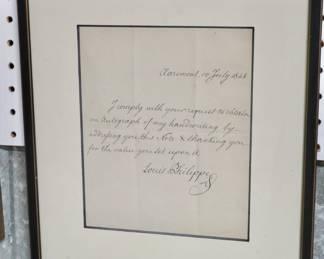 Claremont, 10 July 1848
I comply with your request to obtain
an Autograph of my handwriting by
addressing you this Note & thanking you
for the value you set upon it.
Louis Philippe